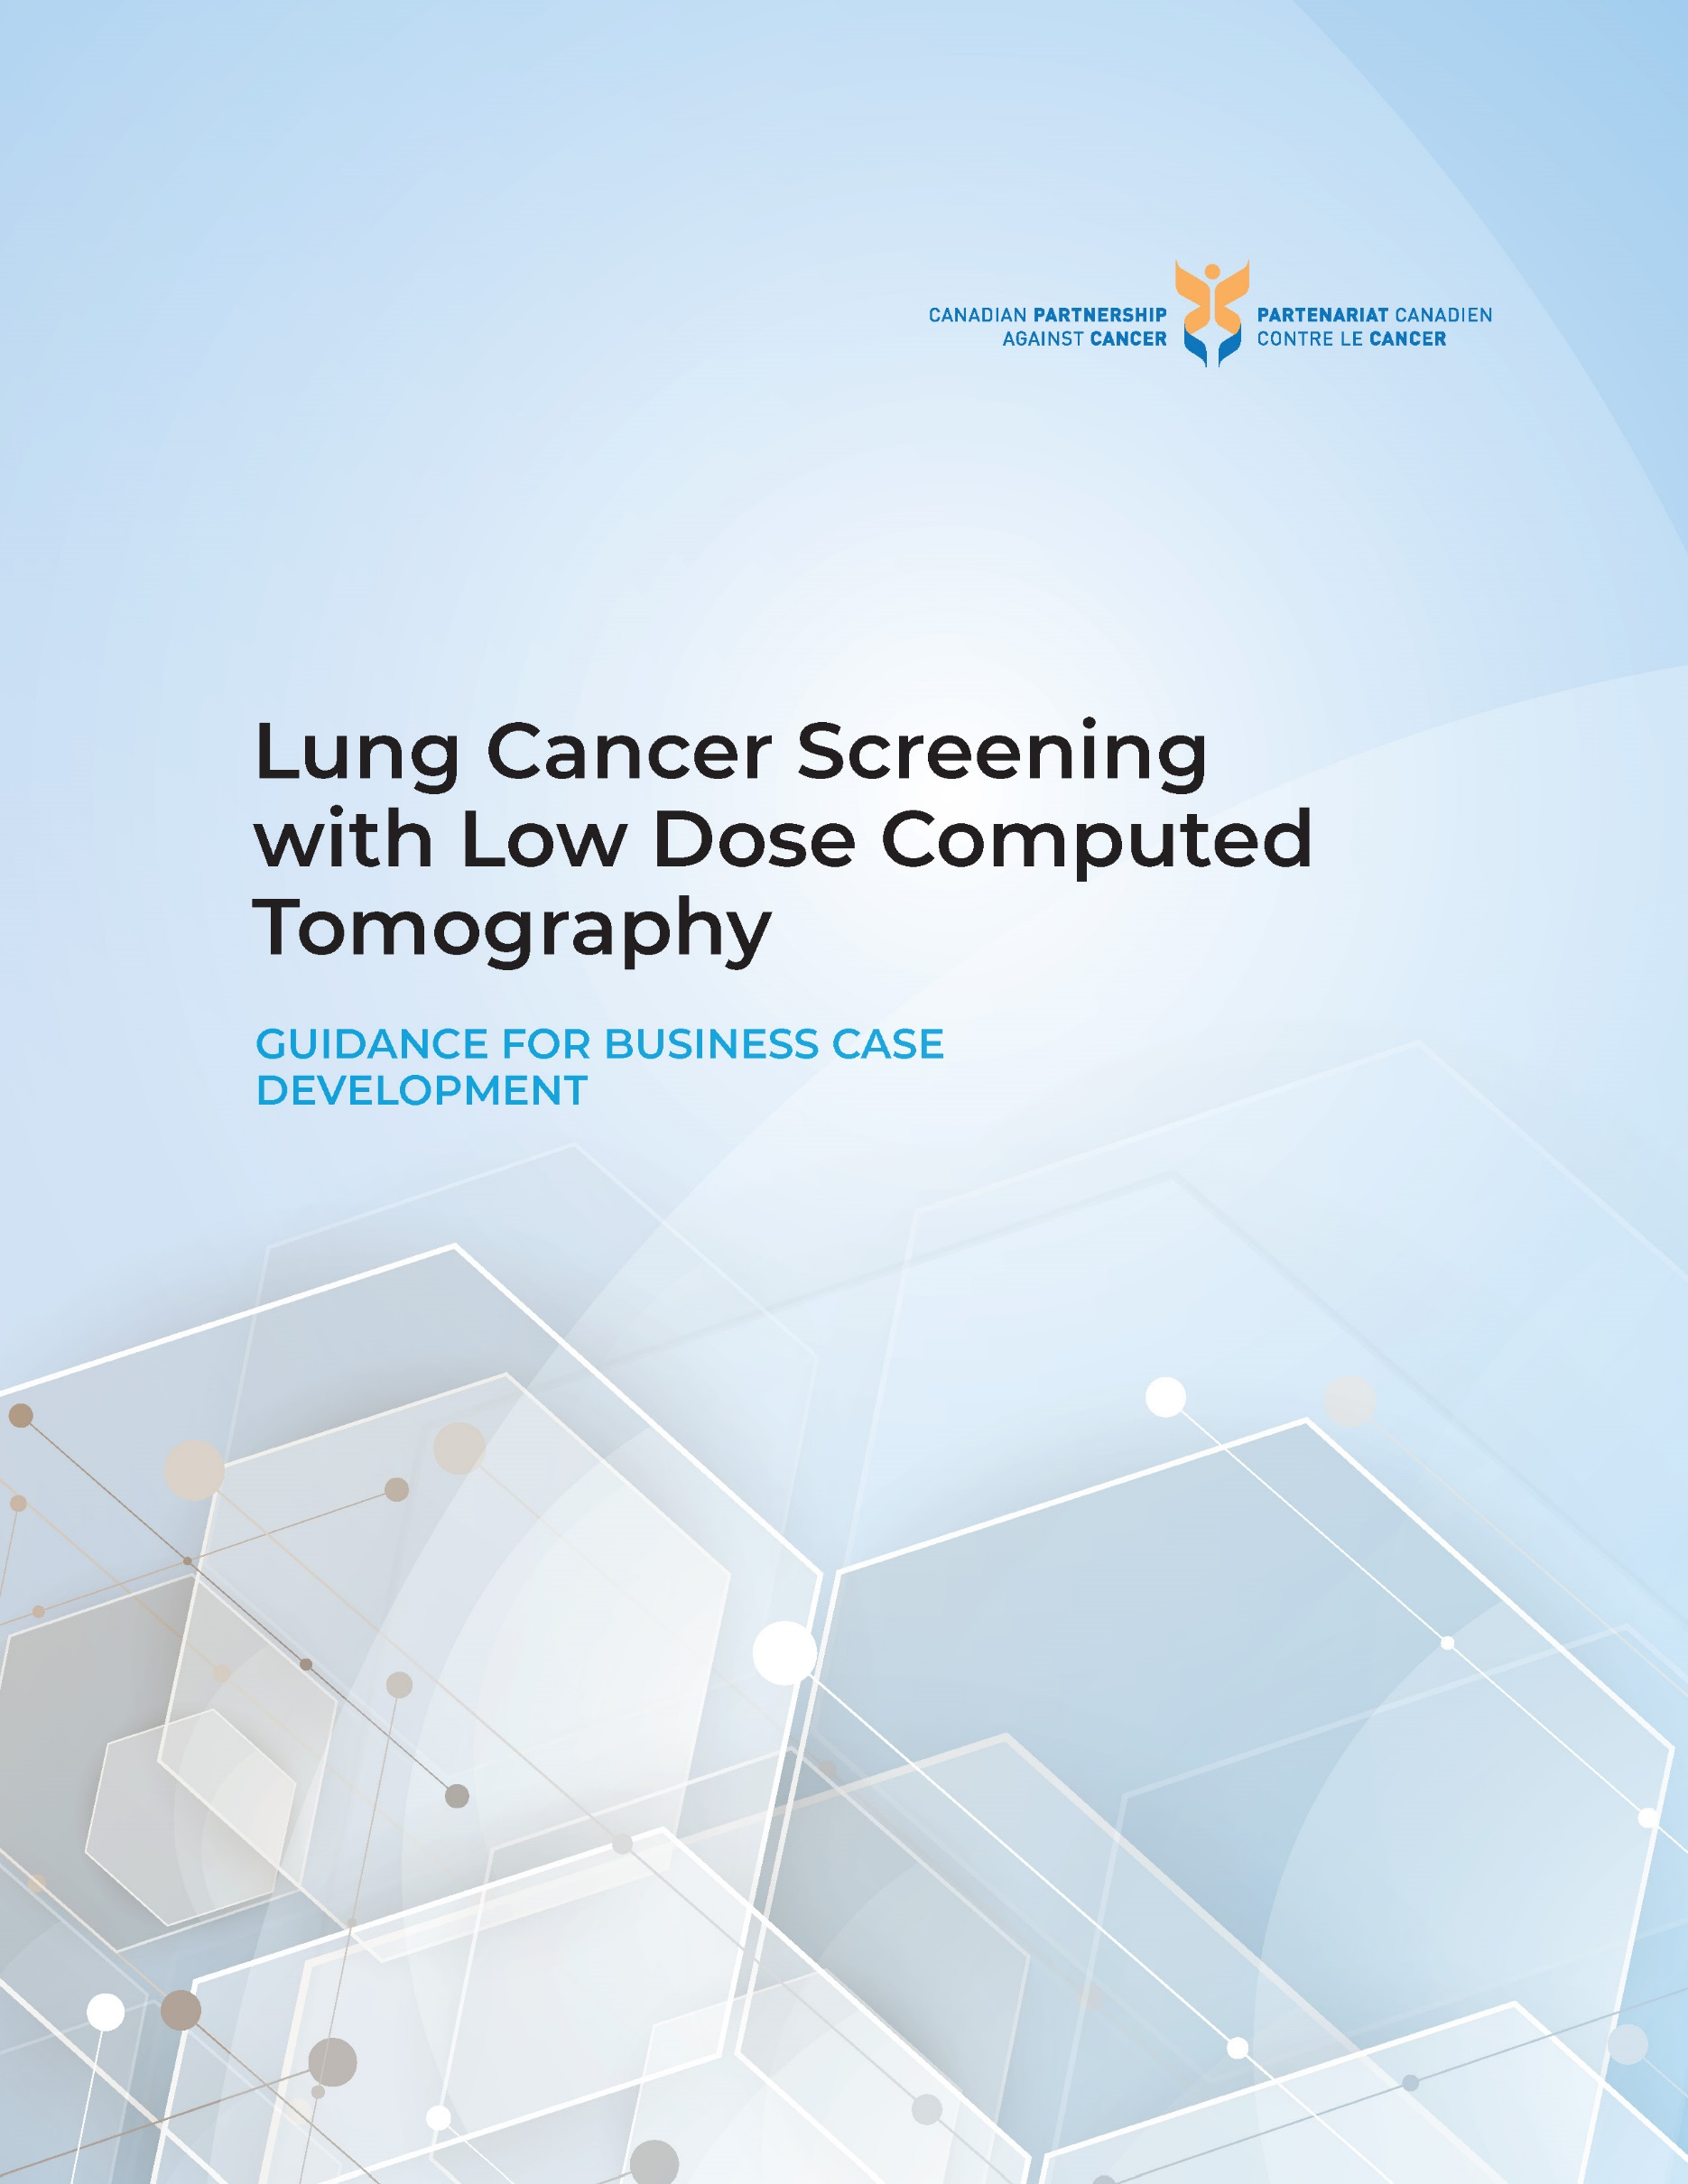 CANADIAN PARTNERSHIP
AGAINST CANCER
PARTENARIAT CANADIEN
CONTRE LE CANCER
Lung Cancer Screening
with Low Dose Computed
Tomography
GUIDANCE FOR BUSINESS CASE
DEVELOPMENT